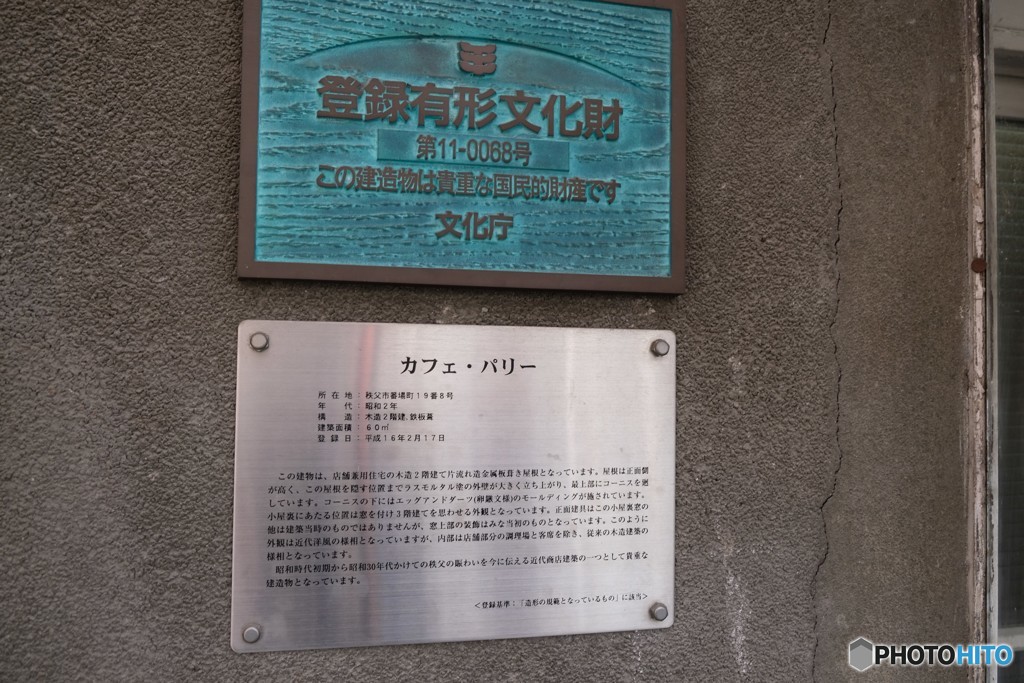 登録有形文化財
第11-0068号
この建造物は貴重な国民的財産です
文化庁
カフェ・パリー
所在地：秩父市番場町19番8号
年代：昭和2年
構造：木造2階建,鉄板葺
建築面積：60㎡
登録日：平成16年2月17日
この建物は、店舗兼用住宅の木造2階建て片流れ造金属板葺き屋根となっています。屋根は正面側
が高く、この屋根を隠す位置までラスモルタル塗の外壁が大きく立ち上がり、最上部にコーニスを廻
しています。コーニスの下にはエッグアンドダーツ(卵鏃文様)のモールディングが施されています。
小屋裏にあたる位置は窓を付け3階建てを思わせる外観となっています。正面建具はこの小屋裏窓の
他は建築当時のものではありませんが、窓上部の装飾はみな当初のものとなっています。このように
外観は近代洋風の様相となっていますが、内部は店舗部分の調理場と客席を除き、従来の木造建築の
様相となっています。
昭和時代初期から昭和30年代かけての秩父の賑わいを今に伝える近代商店建築の一つとして貴重な
建造物となっています。
＜登録基準：「造形の規範となっているもの」に該当＞
PHOTOHITO